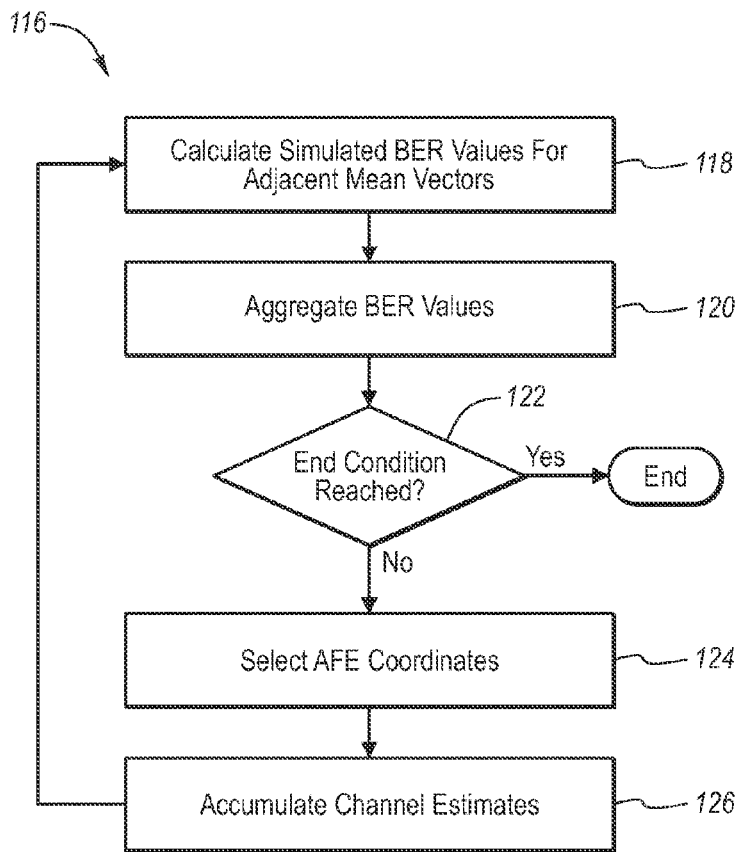 116
Calculate Simulated BER Values For
Adjacent Mean Vectors
118
Aggregate BER Values
120
122
End Condition
Reached?
Yes
End
No
Select AFE Coordinates
124
Accumulate Channel Estimates
126